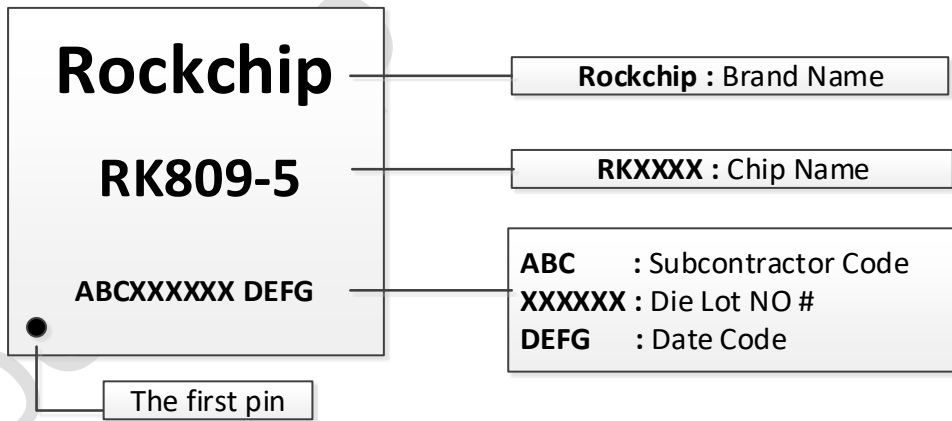 Rockchip
Rockchip : Brand Name
RK809-5
RKXXXX : Chip Name
ABCXXXXXX DEFG
ABC : Subcontractor Code
XXXXXX : Die Lot NO #
DEFG : Date Code
The first pin